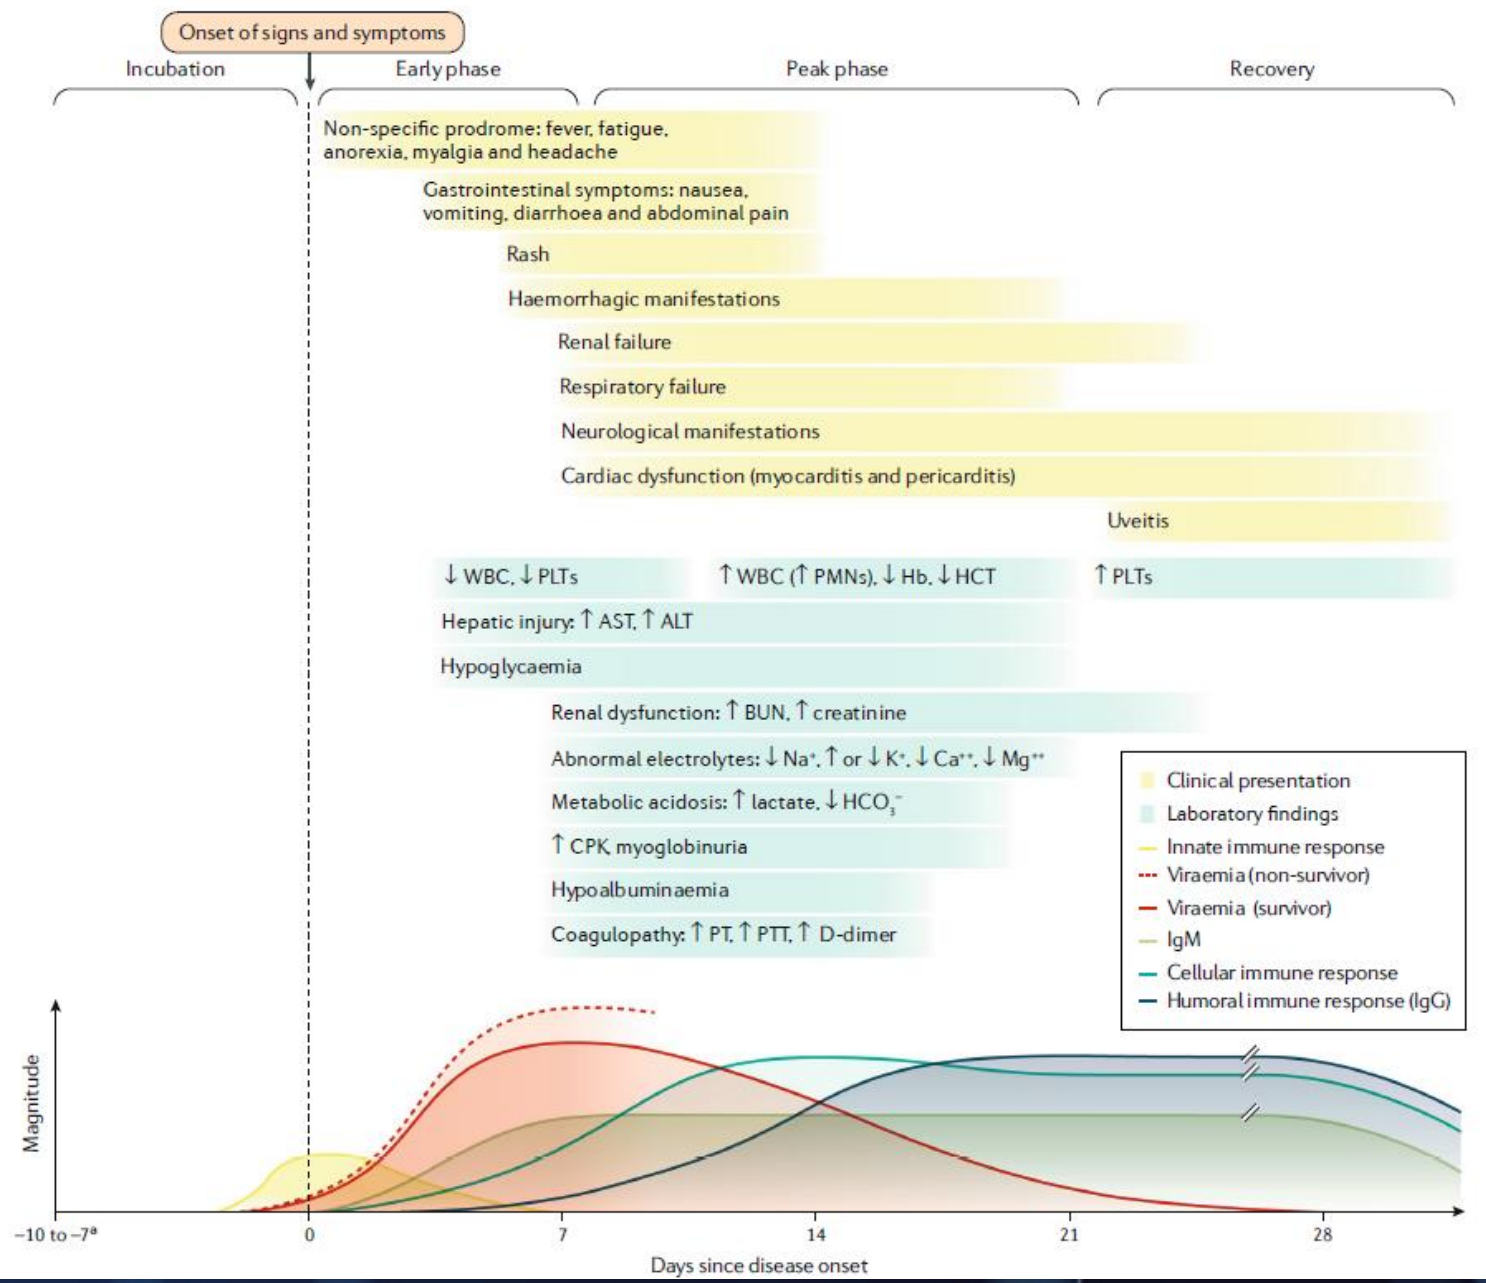 Onset of signs and symptoms
Incubation
Early phase
Peak phase
Recovery
Non-specific prodrome: fever, fatigue,
anorexia, myalgia and headache
Gastrointestinal symptoms: nausea,
vomiting, diarrhoea and abdominal pain
Rash
Haemorrhagic manifestations
Renal failure
Respiratory failure
Neurological manifestations
Cardiac dysfunction (myocarditis and pericarditis)
Uveitis
↓ WBC, ↓ PLTs
↑ WBC (↑ PMNs), ↓ Hb, ↓ HCT
↑ PLTs
Hepatic injury: ↑ AST, ↑ ALT
Hypoglycaemia
Renal dysfunction: ↑ BUN, ↑ creatinine
Abnormal electrolytes: ↓ Na⁺, ↑ or ↓ K⁺, ↓ Ca⁺⁺, ↓ Mg⁺⁺
Metabolic acidosis: ↑ lactate, ↓ HCO₃⁻
↑ CPK, myoglobinuria
Hypoalbuminaemia
Coagulopathy: ↑ PT, ↑ PTT, ↑ D-dimer
Clinical presentation
Laboratory findings
Innate immune response
Viraemia (non-survivor)
Viraemia (survivor)
IgM
Cellular immune response
Humoral immune response (IgG)
Magnitude
−10 to −7ª
0
7
14
21
28
Days since disease onset